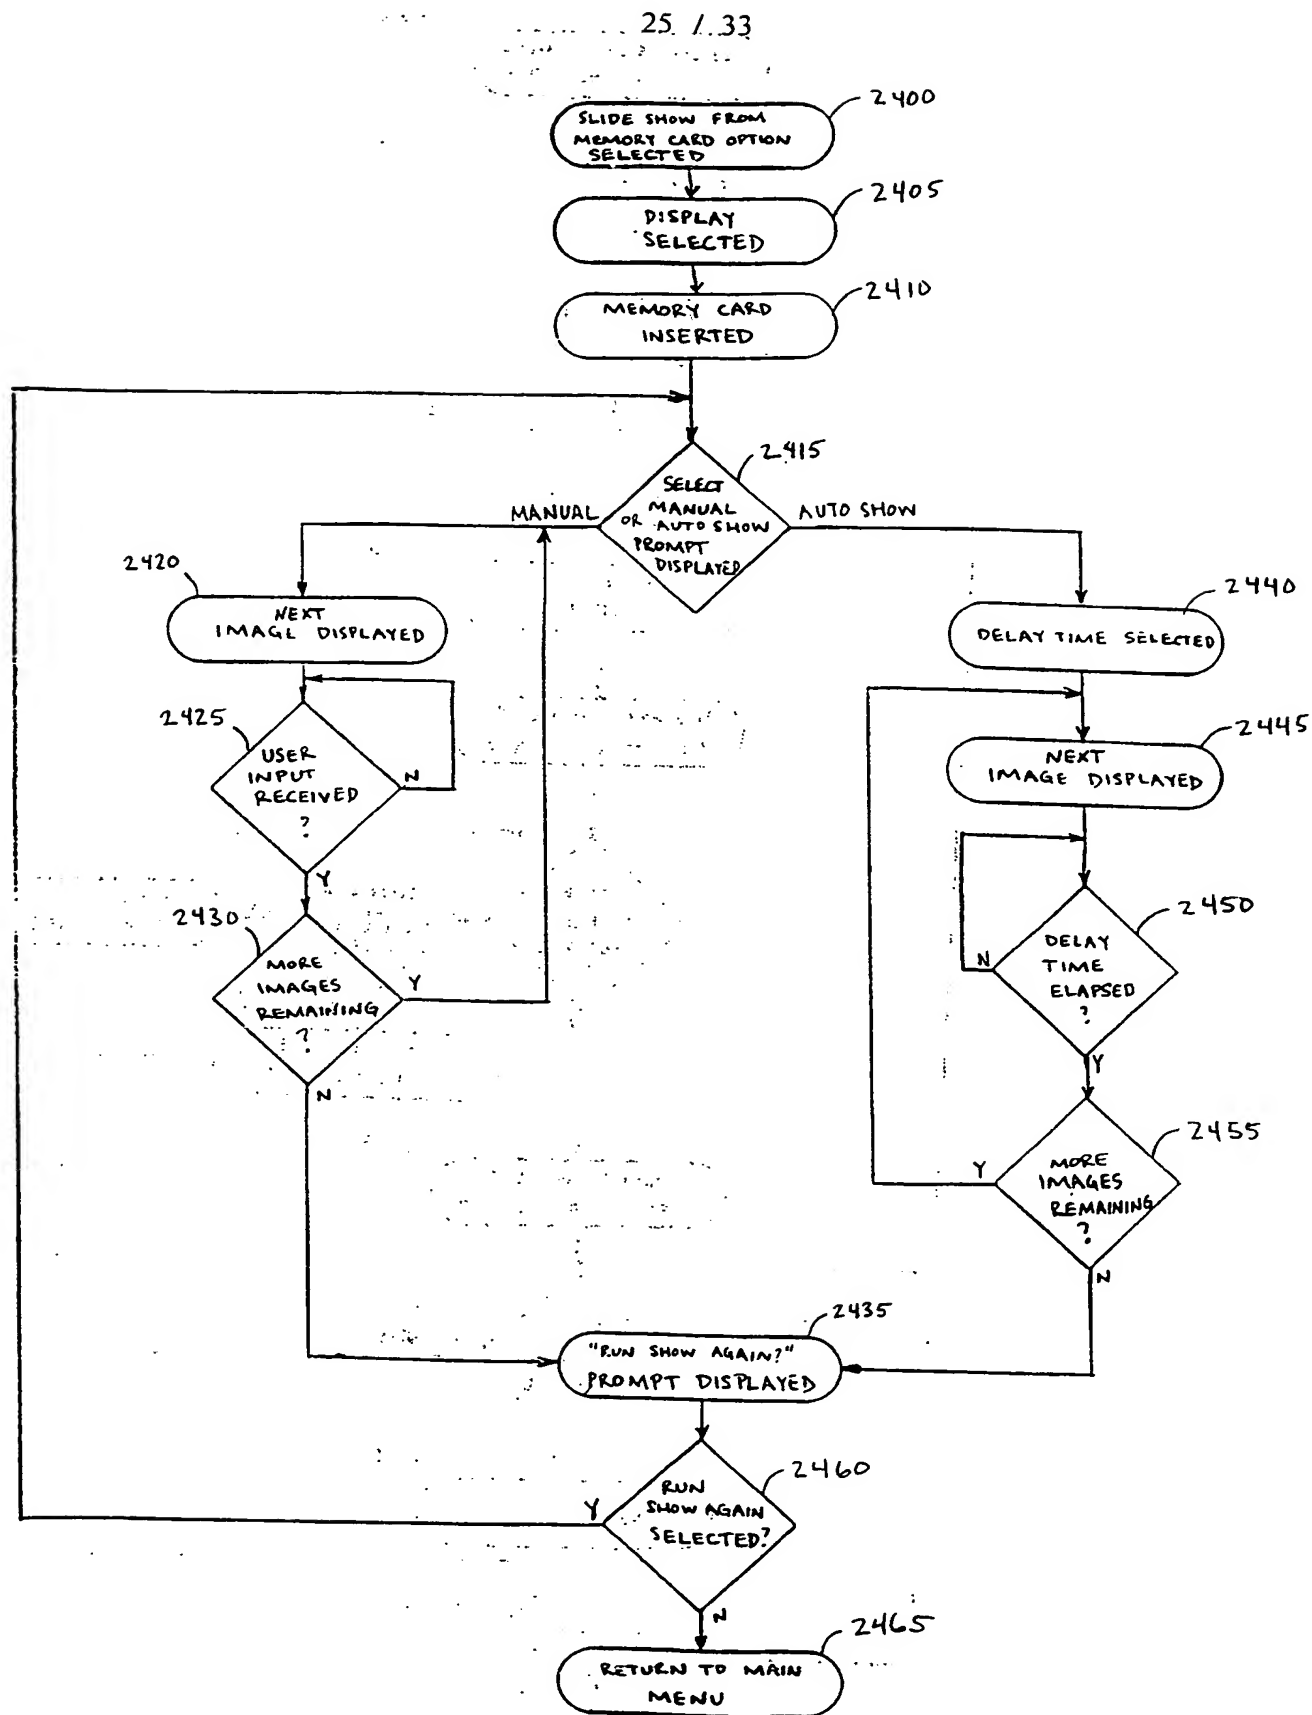 25 / 33
2400
SLIDE SHOW FROM
MEMORY CARD OPTION
SELECTED
2405
DISPLAY
SELECTED
2410
MEMORY CARD
INSERTED
2415
SELECT
MANUAL
OR AUTO SHOW
PROMPT
DISPLAYED
MANUAL
AUTO SHOW
2420
NEXT
IMAGE DISPLAYED
2425
USER
INPUT
RECEIVED
?
N
Y
2430
MORE
IMAGES
REMAINING
?
Y
N
2440
DELAY TIME SELECTED
2445
NEXT
IMAGE DISPLAYED
2450
DELAY
TIME
ELAPSED
?
N
Y
2455
MORE
IMAGES
REMAINING
?
Y
N
2435
"RUN SHOW AGAIN?"
PROMPT DISPLAYED
2460
RUN
SHOW AGAIN
SELECTED?
Y
N
2465
RETURN TO MAIN
MENU